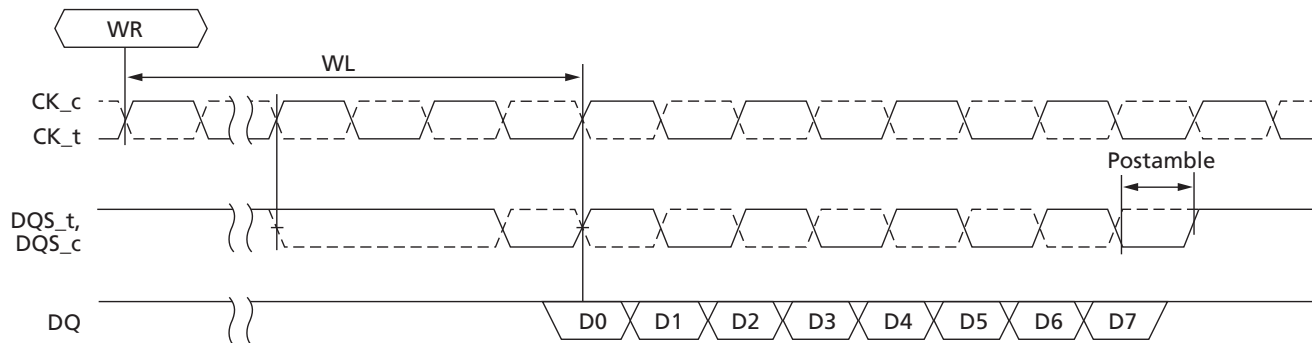 WR
WL
CK_c
CK_t
Postamble
DQS_t,
DQS_c
DQ
D0 D1 D2 D3 D4 D5 D6 D7